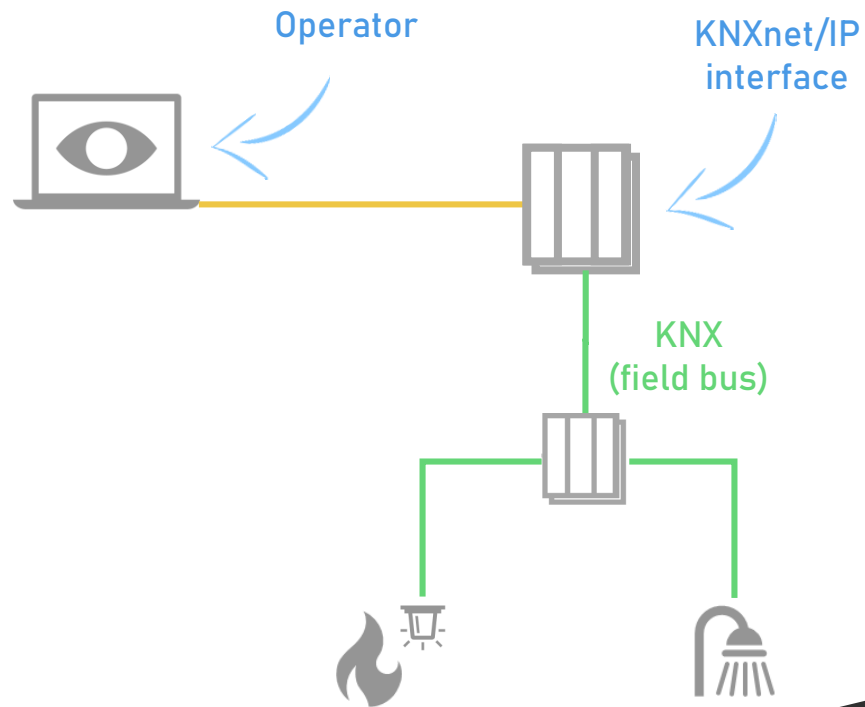 Operator
KNXnet/IP
interface
KNX
(field bus)